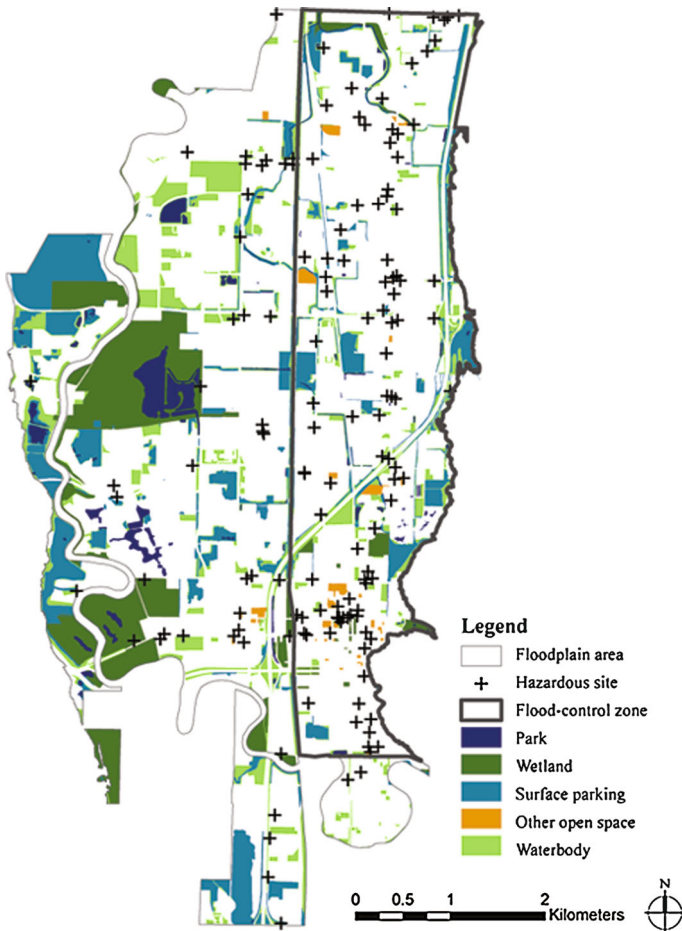 Legend
Floodplain area
Hazardous site
Flood-control zone
Park
Wetland
Surface parking
Other open space
Waterbody
N
0 0.5 1 2
Kilometers